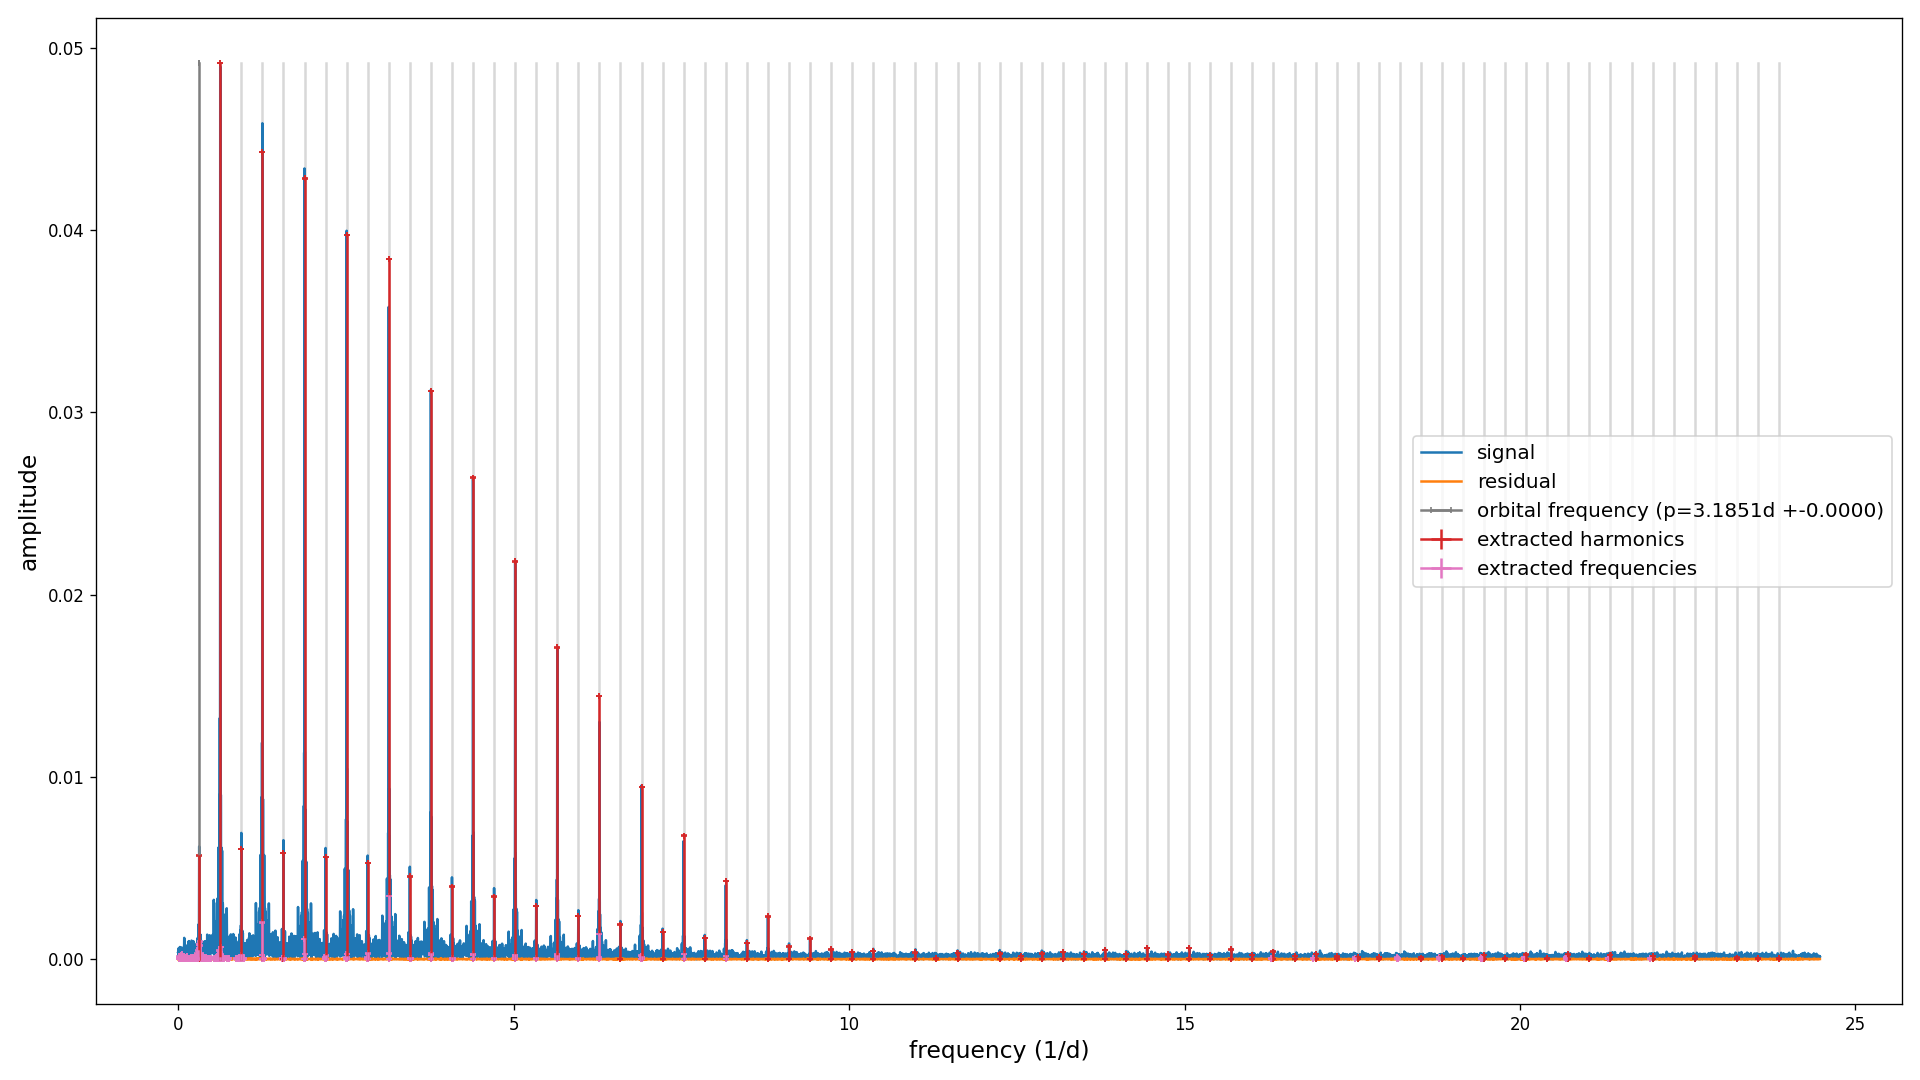 0.05
0.04
0.03
0.02
0.01
0.00
amplitude
signal
residual
orbital frequency (p=3.1851d +-0.0000)
extracted harmonics
extracted frequencies
0 5 10 15 20 25
frequency (1/d)